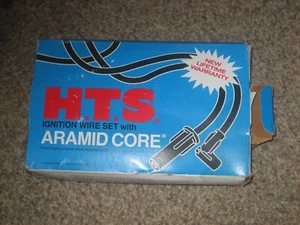 NEW
LIFETIME
WARRANTY
H.T.S.
IGNITION WIRE SET with
ARAMID CORE®